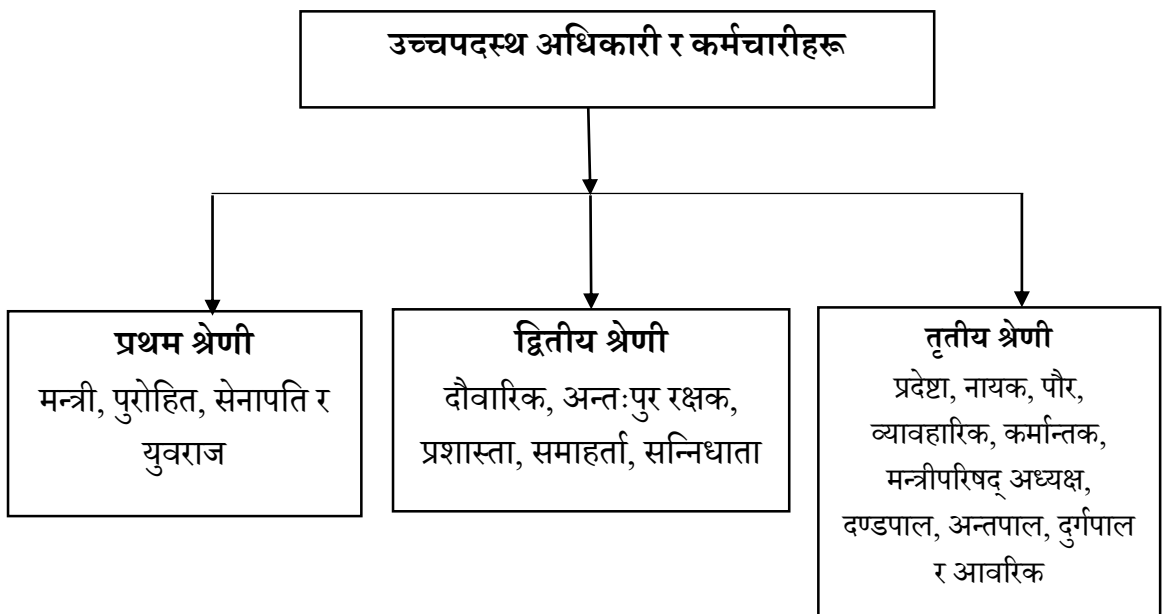 उच्चपदस्थ अधिकारी र कर्मचारीहरू
प्रथम श्रेणी
मन्त्री, पुरोहित, सेनापति र
युवराज
द्वितीय श्रेणी
दौवारिक, अन्तःपुर रक्षक,
प्रशास्ता, समाहर्ता, सन्निधाता
तृतीय श्रेणी
प्रदेष्टा, नायक, पौर,
व्यावहारिक, कर्मान्तक,
मन्त्रीपरिषद् अध्यक्ष,
दण्डपाल, अन्तपाल, दुर्गपाल
र आवरिक